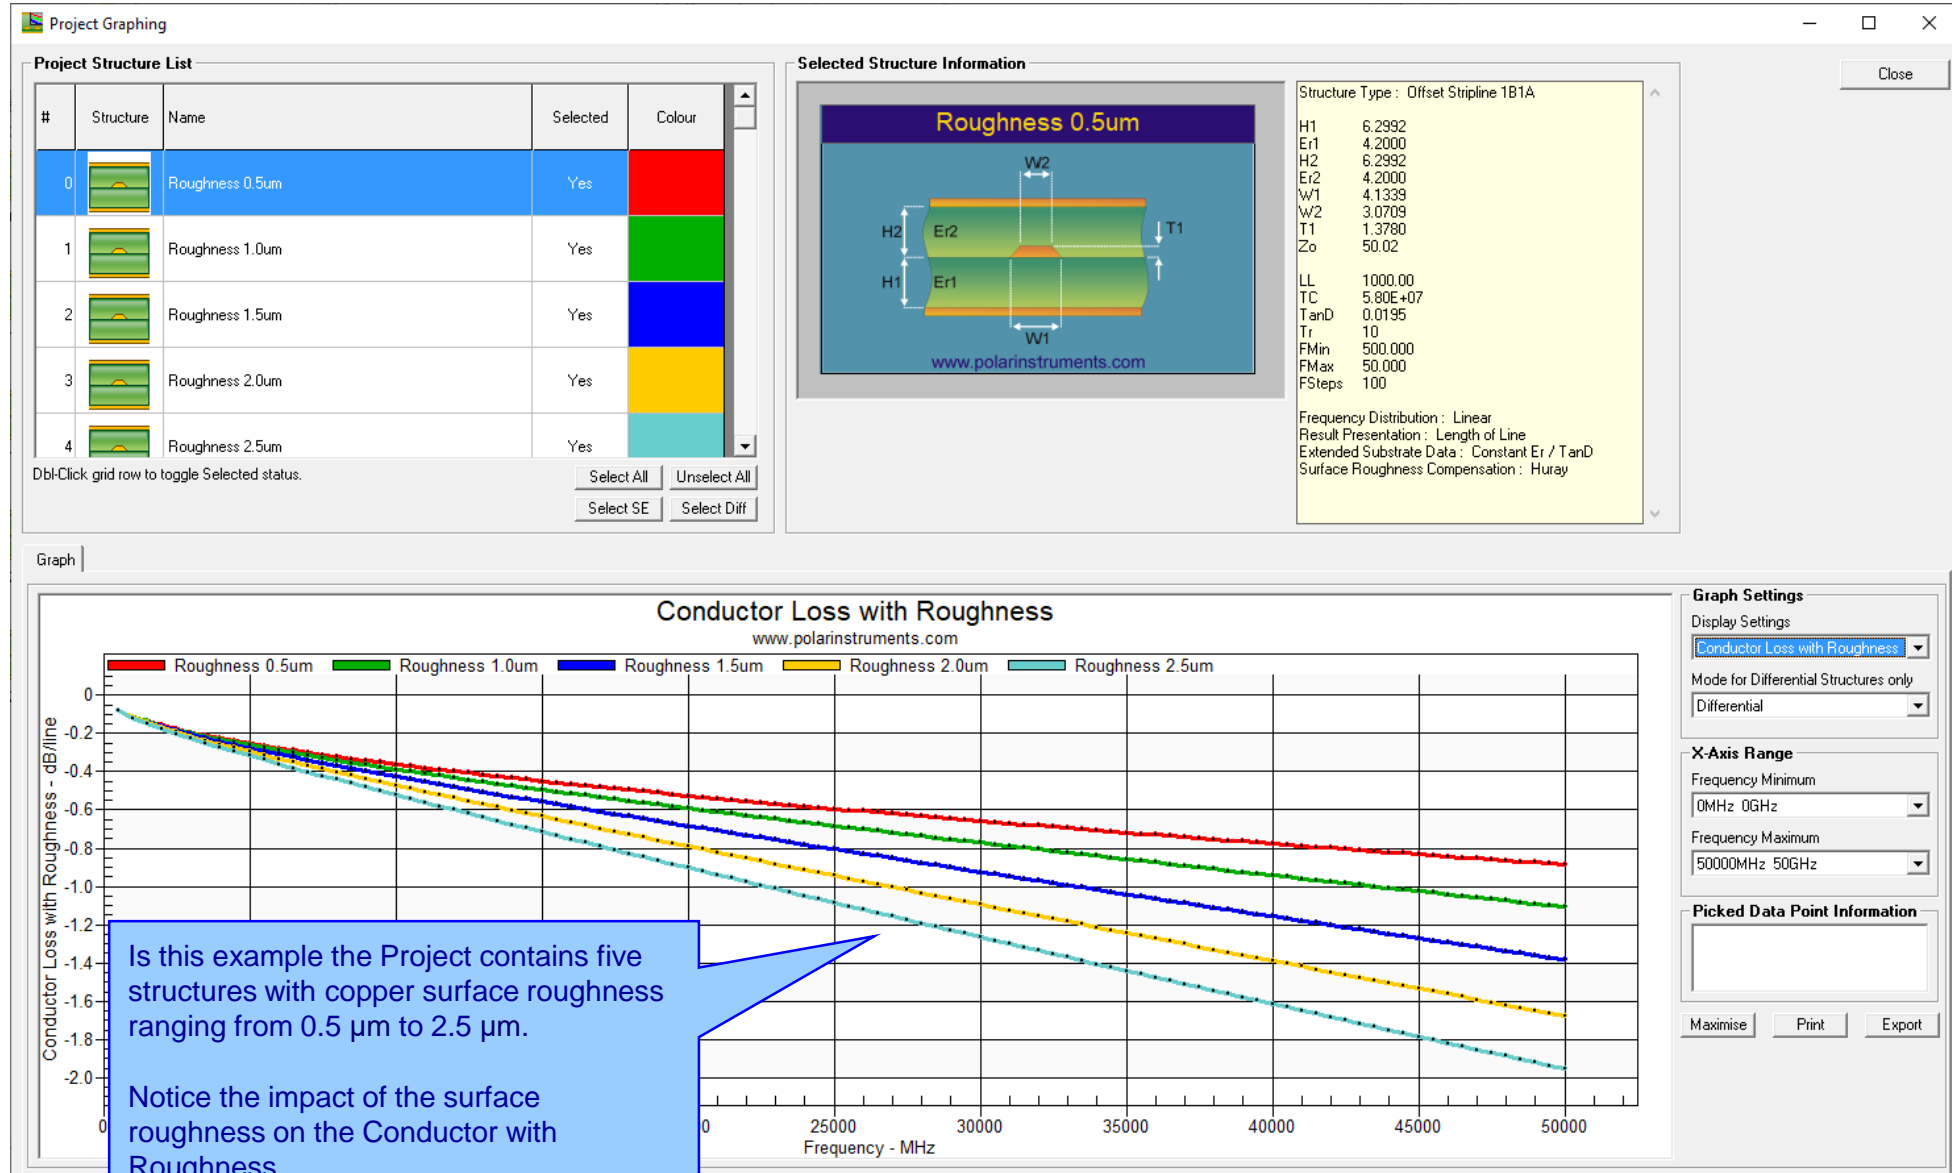 Project Graphing
Project Structure List
# Structure Name Selected Colour
0 Roughness 0.5um Yes
1 Roughness 1.0um Yes
2 Roughness 1.5um Yes
3 Roughness 2.0um Yes
4 Roughness 2.5um Yes
Dbl-Click grid row to toggle Selected status.
Select All Unselect All
Select SE Select Diff
Selected Structure Information
Roughness 0.5um
W2
H2 Er2 T1
H1 Er1
W1
www.polarinstruments.com
Structure Type : Offset Stripline 1B1A
H1 6.2992
Er1 4.2000
H2 6.2992
Er2 4.2000
W1 4.1339
W2 3.0709
T1 1.3780
Zo 50.02
LL 1000.00
TC 5.80E+07
TanD 0.0195
Tr 10
FMin 500.000
FMax 50.000
FSteps 100
Frequency Distribution : Linear
Result Presentation : Length of Line
Extended Substrate Data : Constant Er / TanD
Surface Roughness Compensation : Huray
Close
Graph
Conductor Loss with Roughness
www.polarinstruments.com
Roughness 0.5um Roughness 1.0um Roughness 1.5um Roughness 2.0um Roughness 2.5um
Conductor Loss with Roughness - dB/line
0
-0.2
-0.4
-0.6
-0.8
-1.0
-1.2
-1.4
-1.6
-1.8
-2.0
25000 30000 35000 40000 45000 50000
Frequency - MHz
Is this example the Project contains five
structures with copper surface roughness
ranging from 0.5 µm to 2.5 µm.
Notice the impact of the surface
roughness on the Conductor with
Roughness
Graph Settings
Display Settings
Conductor Loss with Roughness
Mode for Differential Structures only
Differential
X-Axis Range
Frequency Minimum
0MHz 0GHz
Frequency Maximum
50000MHz 50GHz
Picked Data Point Information
Maximise Print Export